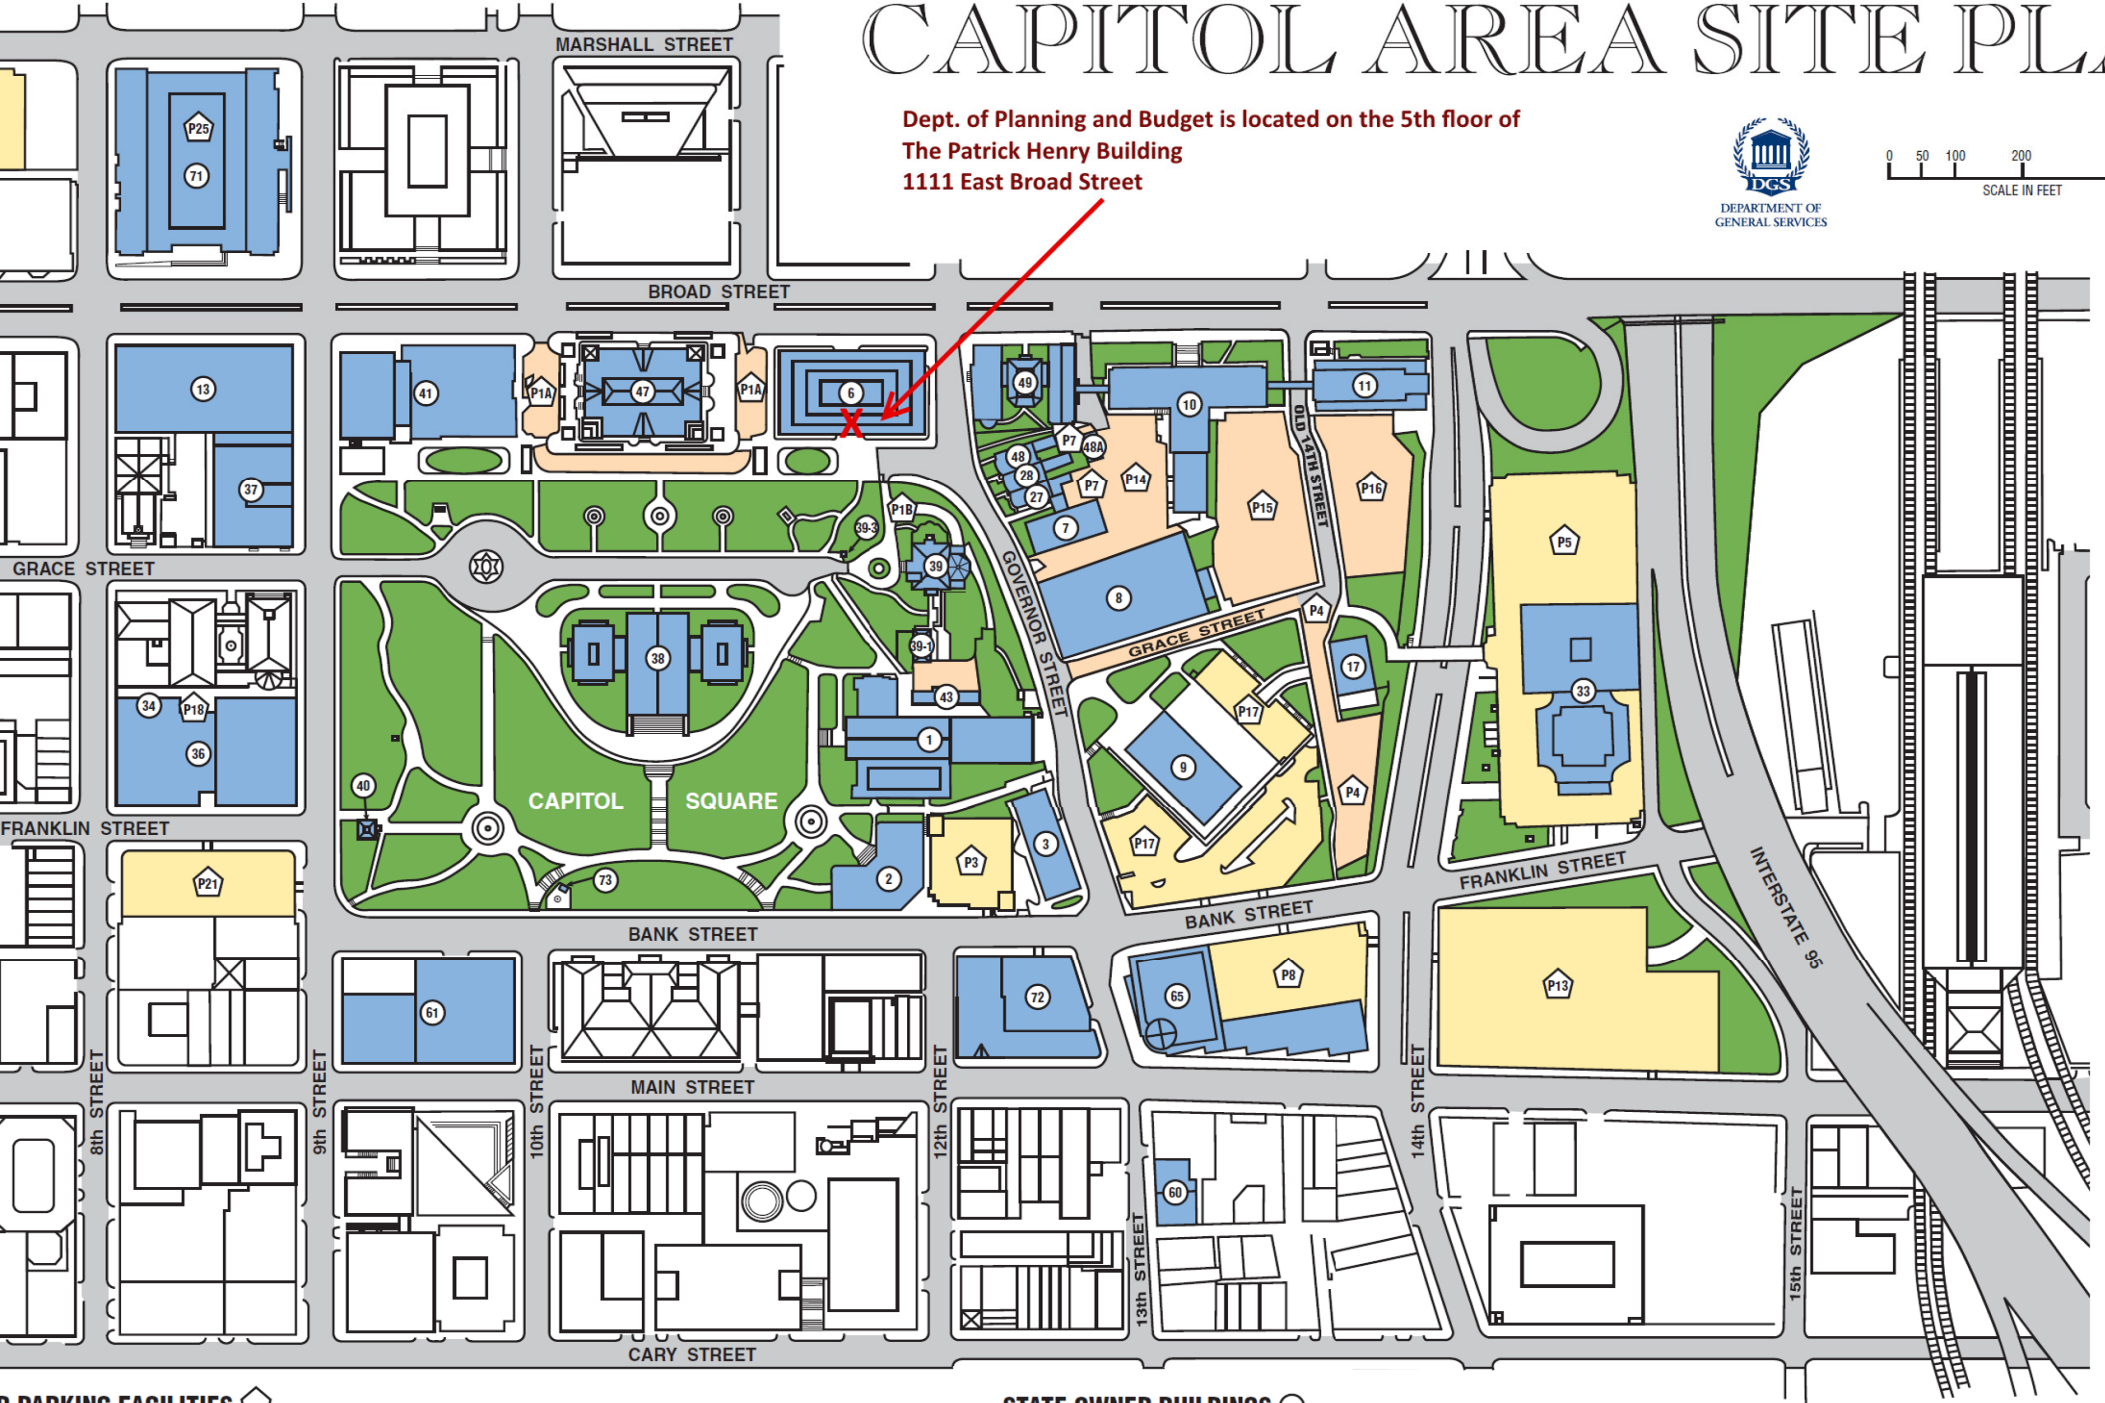 CAPITOL AREA SITE
MARSHALL STREET
Dept. of Planning and Budget is located on the 5th floor of
The Patrick Henry Building
1111 East Broad Street
DGS
DEPARTMENT OF
GENERAL SERVICES
0 50 100 200
SCALE IN FEET
P25
71
BROAD STREET
13
41
P1A
47
P1A
6
X
49
10
11
37
P7
48A
48
28
27
P7
P14
7
P15
OLD 14TH STREET
P16
P1B
39-3
39
GOVERNOR STREET
8
P5
GRACE STREET
38
39-1
43
GRACE STREET
P4
17
33
34
P18
36
1
P17
9
P4
40
CAPITOL SQUARE
FRANKLIN STREET
P21
73
2
P3
3
P17
FRANKLIN STREET
INTERSTATE 95
BANK STREET
BANK STREET
61
72
65
P8
P13
8th STREET
9th STREET
10th STREET
MAIN STREET
12th STREET
14th STREET
60
13th STREET
15th STREET
CARY STREET
PARKING FACILITIES
STATE OWNED BUILDINGS